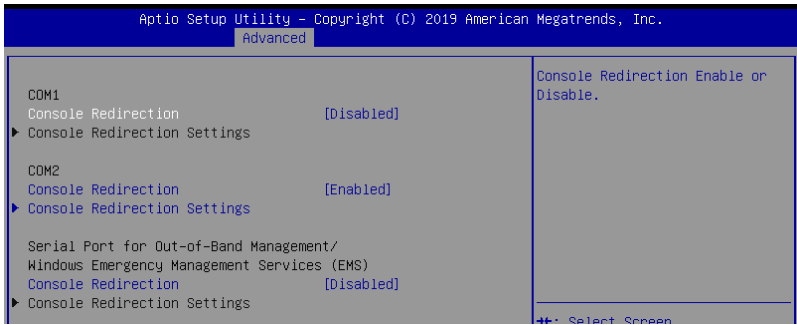 Aptio Setup Utility – Copyright (C) 2019 American Megatrends, Inc.
Advanced
COM1
Console Redirection [Disabled]
Console Redirection Settings
COM2
Console Redirection [Enabled]
Console Redirection Settings
Serial Port for Out-of-Band Management/
Windows Emergency Management Services (EMS)
Console Redirection [Disabled]
Console Redirection Settings
Console Redirection Enable or
Disable.
: Select Screen